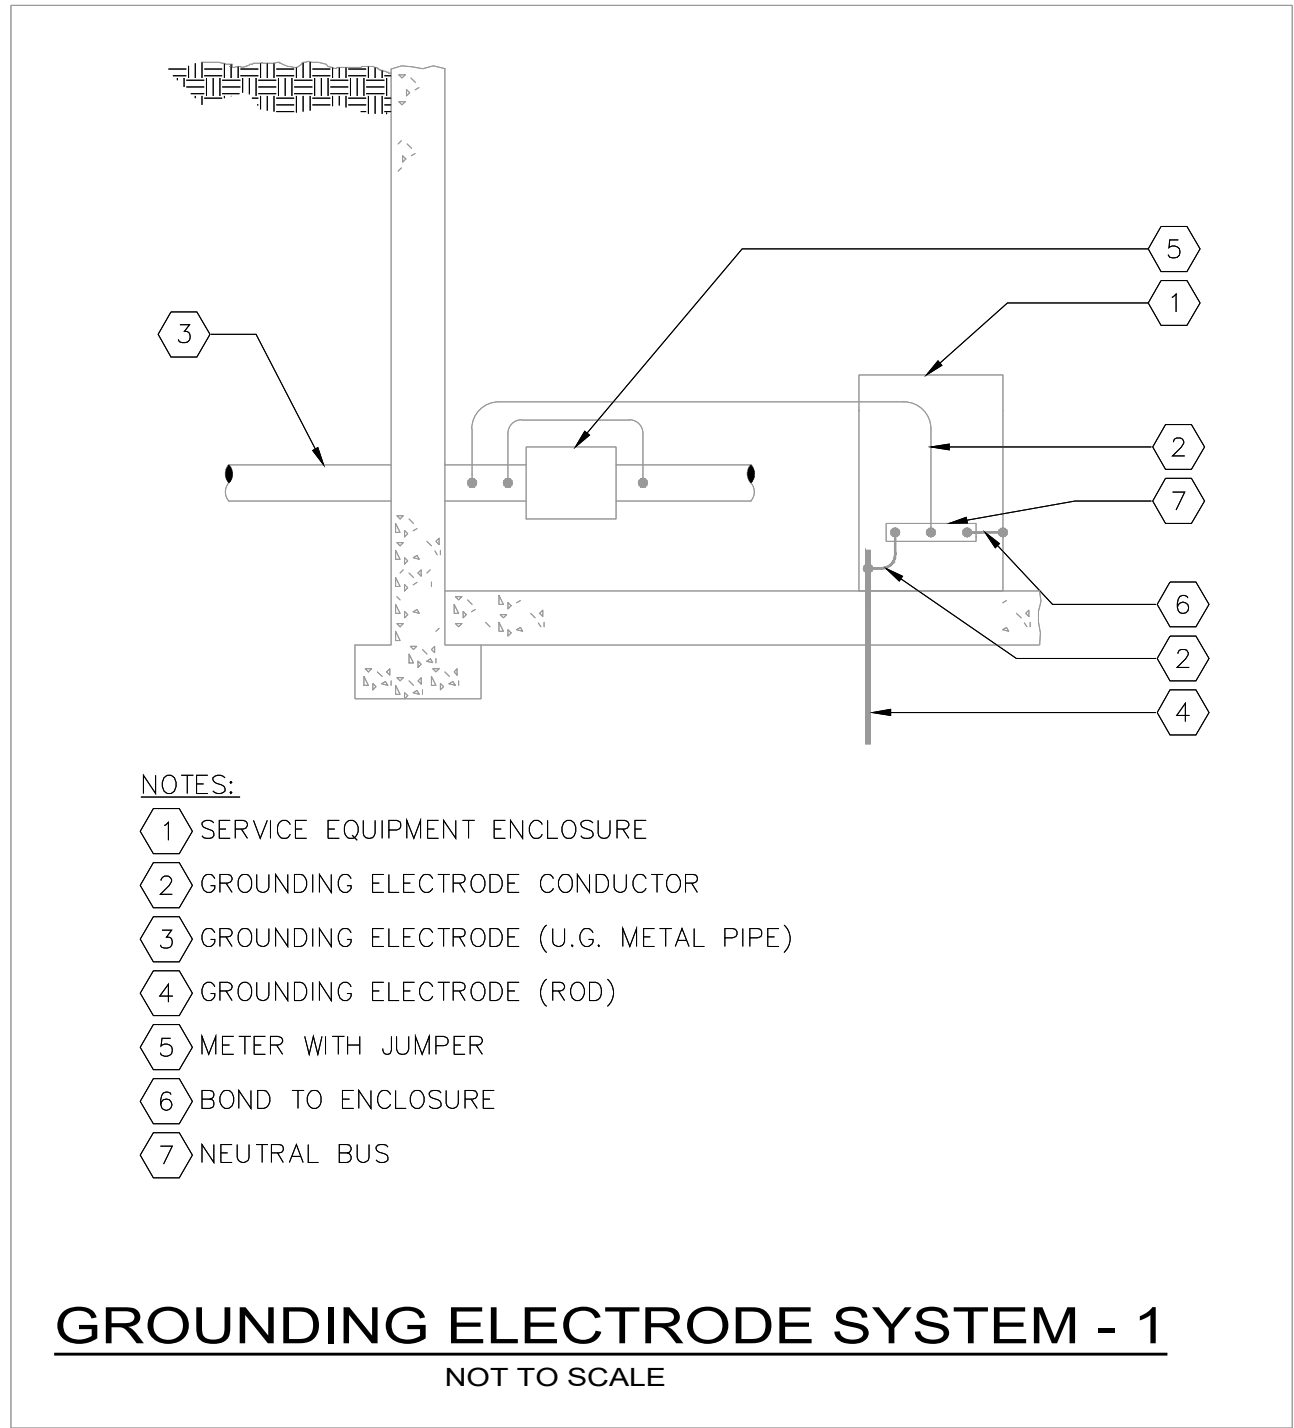 5
1
3
2
7
6
2
4
NOTES:
1 SERVICE EQUIPMENT ENCLOSURE
2 GROUNDING ELECTRODE CONDUCTOR
3 GROUNDING ELECTRODE (U.G. METAL PIPE)
4 GROUNDING ELECTRODE (ROD)
5 METER WITH JUMPER
6 BOND TO ENCLOSURE
7 NEUTRAL BUS
GROUNDING ELECTRODE SYSTEM - 1
NOT TO SCALE